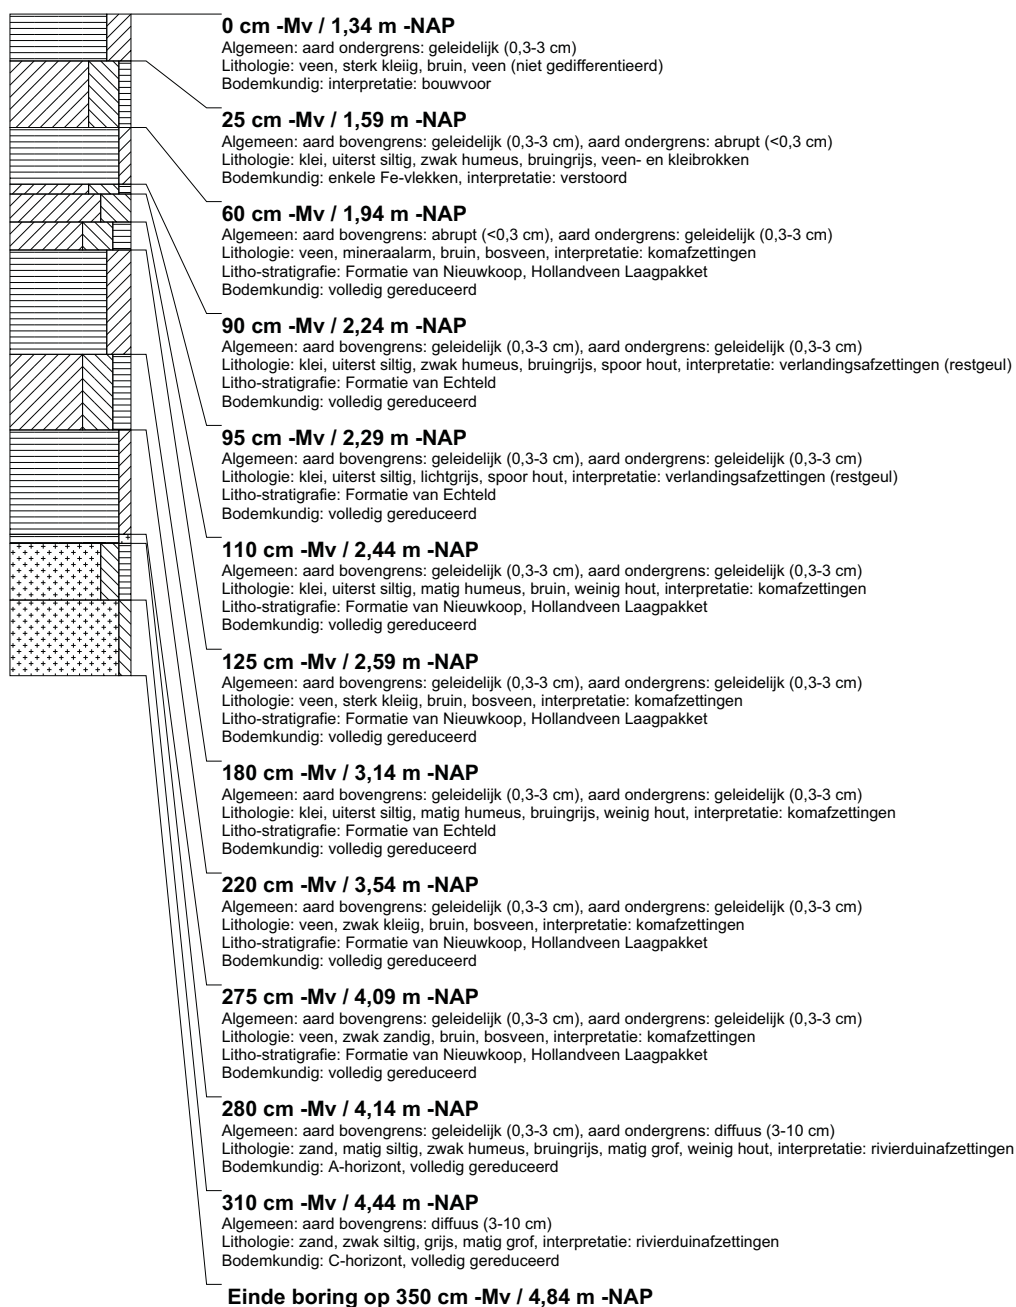 0 cm -Mv / 1,34 m -NAP
Algemeen: aard ondergrens: geleidelijk (0,3-3 cm)
Lithologie: veen, sterk kleiig, bruin, veen (niet gedifferentieerd)
Bodemkundig: interpretatie: bouwvoor
25 cm -Mv / 1,59 m -NAP
Algemeen: aard bovengrens: geleidelijk (0,3-3 cm), aard ondergrens: abrupt (<0,3 cm)
Lithologie: klei, uiterst siltig, zwak humeus, bruingrijs, veen- en kleibrokken
Bodemkundig: enkele Fe-vlekken, interpretatie: verstoord
60 cm -Mv / 1,94 m -NAP
Algemeen: aard bovengrens: abrupt (<0,3 cm), aard ondergrens: geleidelijk (0,3-3 cm)
Lithologie: veen, mineraalarm, bruin, bosveen, interpretatie: komafzettingen
Litho-stratigrafie: Formatie van Nieuwkoop, Hollandveen Laagpakket
Bodemkundig: volledig gereduceerd
90 cm -Mv / 2,24 m -NAP
Algemeen: aard bovengrens: geleidelijk (0,3-3 cm), aard ondergrens: geleidelijk (0,3-3 cm)
Lithologie: klei, uiterst siltig, zwak humeus, bruingrijs, spoor hout, interpretatie: verlandingsafzettingen (restgeul)
Litho-stratigrafie: Formatie van Echteld
Bodemkundig: volledig gereduceerd
95 cm -Mv / 2,29 m -NAP
Algemeen: aard bovengrens: geleidelijk (0,3-3 cm), aard ondergrens: geleidelijk (0,3-3 cm)
Lithologie: klei, uiterst siltig, lichtgrijs, spoor hout, interpretatie: verlandingsafzettingen (restgeul)
Litho-stratigrafie: Formatie van Echteld
Bodemkundig: volledig gereduceerd
110 cm -Mv / 2,44 m -NAP
Algemeen: aard bovengrens: geleidelijk (0,3-3 cm), aard ondergrens: geleidelijk (0,3-3 cm)
Lithologie: klei, uiterst siltig, matig humeus, bruin, weinig hout, interpretatie: komafzettingen
Litho-stratigrafie: Formatie van Nieuwkoop, Hollandveen Laagpakket
Bodemkundig: volledig gereduceerd
125 cm -Mv / 2,59 m -NAP
Algemeen: aard bovengrens: geleidelijk (0,3-3 cm), aard ondergrens: geleidelijk (0,3-3 cm)
Lithologie: veen, sterk kleiig, bruin, bosveen, interpretatie: komafzettingen
Litho-stratigrafie: Formatie van Nieuwkoop, Hollandveen Laagpakket
Bodemkundig: volledig gereduceerd
180 cm -Mv / 3,14 m -NAP
Algemeen: aard bovengrens: geleidelijk (0,3-3 cm), aard ondergrens: geleidelijk (0,3-3 cm)
Lithologie: klei, uiterst siltig, matig humeus, bruingrijs, weinig hout, interpretatie: komafzettingen
Litho-stratigrafie: Formatie van Echteld
Bodemkundig: volledig gereduceerd
220 cm -Mv / 3,54 m -NAP
Algemeen: aard bovengrens: geleidelijk (0,3-3 cm), aard ondergrens: geleidelijk (0,3-3 cm)
Lithologie: veen, zwak kleiig, bruin, bosveen, interpretatie: komafzettingen
Litho-stratigrafie: Formatie van Nieuwkoop, Hollandveen Laagpakket
Bodemkundig: volledig gereduceerd
275 cm -Mv / 4,09 m -NAP
Algemeen: aard bovengrens: geleidelijk (0,3-3 cm), aard ondergrens: geleidelijk (0,3-3 cm)
Lithologie: veen, zwak zandig, bruin, bosveen, interpretatie: komafzettingen
Litho-stratigrafie: Formatie van Nieuwkoop, Hollandveen Laagpakket
Bodemkundig: volledig gereduceerd
280 cm -Mv / 4,14 m -NAP
Algemeen: aard bovengrens: geleidelijk (0,3-3 cm), aard ondergrens: diffuus (3-10 cm)
Lithologie: zand, matig siltig, zwak humeus, bruingrijs, matig grof, weinig hout, interpretatie: rivierduinafzettingen
Bodemkundig: A-horizont, volledig gereduceerd
310 cm -Mv / 4,44 m -NAP
Algemeen: aard bovengrens: diffuus (3-10 cm)
Lithologie: zand, zwak siltig, grijs, matig grof, interpretatie: rivierduinafzettingen
Bodemkundig: C-horizont, volledig gereduceerd
Einde boring op 350 cm -Mv / 4,84 m -NAP